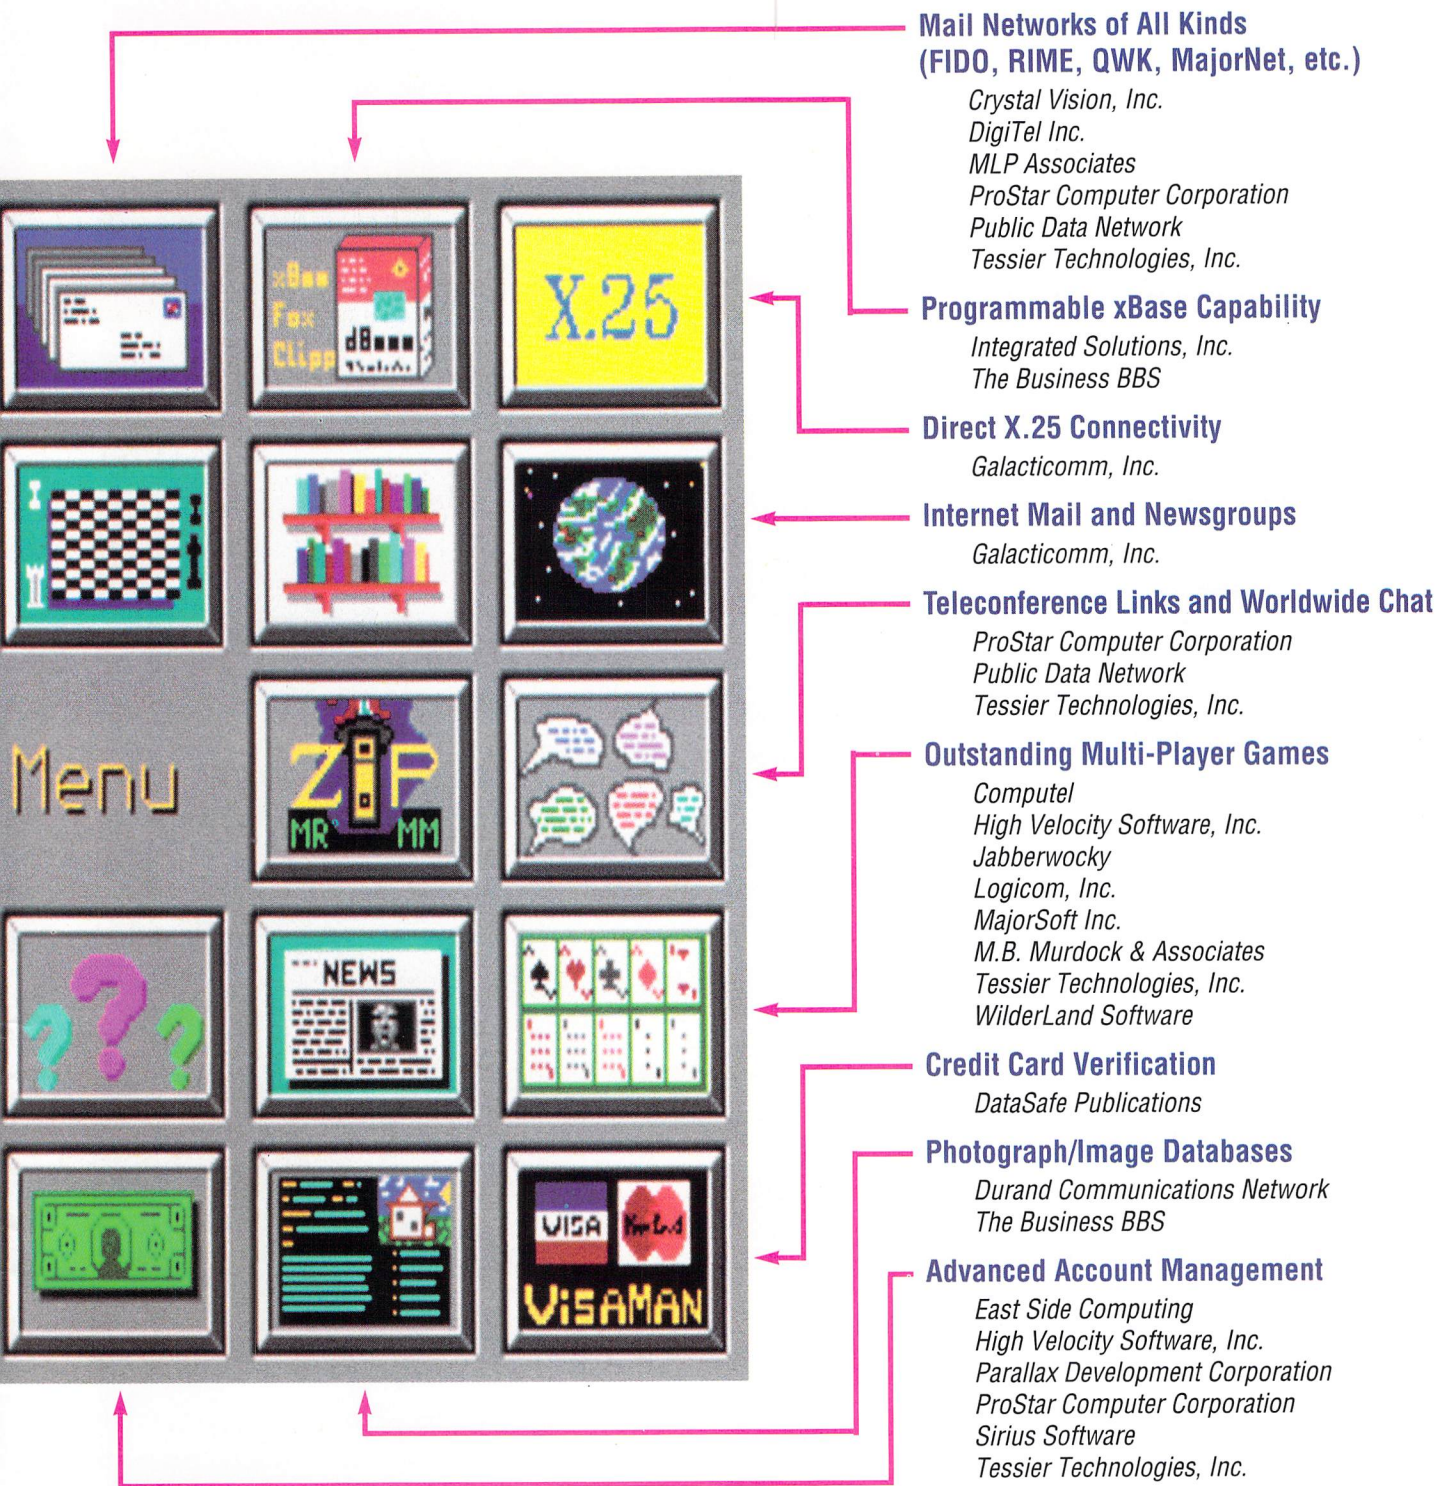 Mail Networks of All Kinds
(FIDO, RIME, QWK, MajorNet, etc.)
Crystal Vision, Inc.
DigiTel Inc.
MLP Associates
ProStar Computer Corporation
Public Data Network
Tessier Technologies, Inc.
Programmable xBase Capability
Integrated Solutions, Inc.
The Business BBS
Direct X.25 Connectivity
Galacticomm, Inc.
Internet Mail and Newsgroups
Galacticomm, Inc.
Teleconference Links and Worldwide Chat
ProStar Computer Corporation
Public Data Network
Tessier Technologies, Inc.
Outstanding Multi-Player Games
Computel
High Velocity Software, Inc.
Jabberwocky
Logicom, Inc.
MajorSoft Inc.
M.B. Murdock & Associates
Tessier Technologies, Inc.
WilderLand Software
Credit Card Verification
DataSafe Publications
Photograph/Image Databases
Durand Communications Network
The Business BBS
Advanced Account Management
East Side Computing
High Velocity Software, Inc.
Parallax Development Corporation
ProStar Computer Corporation
Sirius Software
Tessier Technologies, Inc.
Fox
Clipp
X.25
Menu
ZIP
MR MM
NEWS
VISA
ViSAMAN